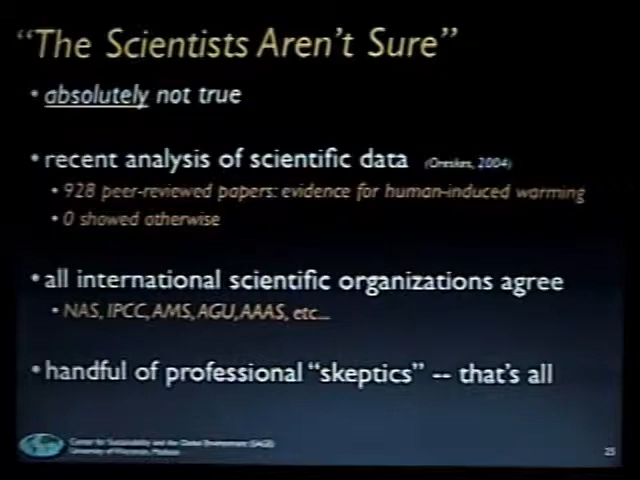 “The Scientists Aren't Sure”
• absolutely not true
• recent analysis of scientific data (Oreskes, 2004)
• 928 peer-reviewed papers: evidence for human-induced warming
• 0 showed otherwise
• all international scientific organizations agree
• NAS, IPCC, AMS, AGU, AAAS, etc...
• handful of professional “skeptics” -- that's all
Center for Sustainability and the Global Environment (SAGE)
University of Wisconsin, Madison
25